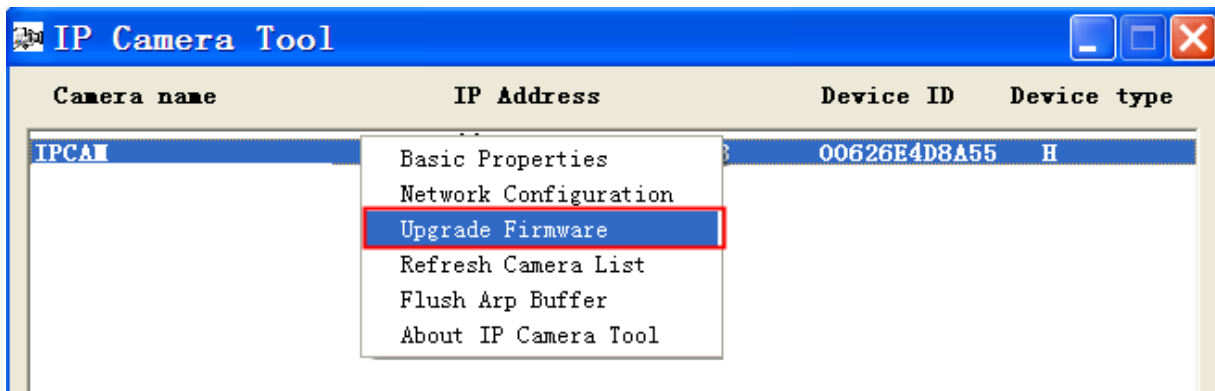 IP Camera Tool
Camera name IP Address Device ID Device type
IPCAM 00626E4D8A55 H
Basic Properties
Network Configuration
Upgrade Firmware
Refresh Camera List
Flush Arp Buffer
About IP Camera Tool